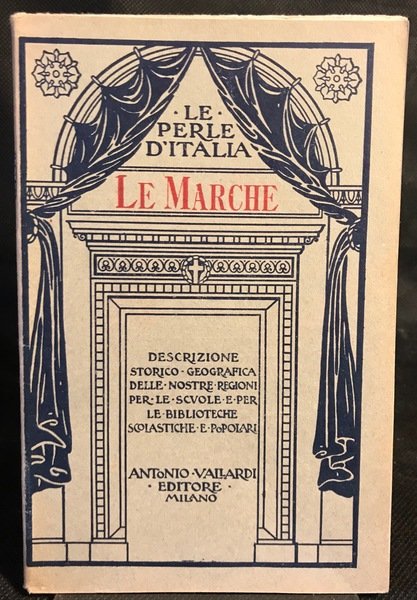 · LE ·
PERLE
D'ITALIA
LE MARCHE
DESCRIZIONE
STORICO · GEOGRAFICA
DELLE · NOSTRE · REGIONI
PER · LE · SCVOLE · E · PER
LE · BIBLIOTECHE
SCOLASTICHE · E · POPOLARI
ANTONIO · VALLARDI
· EDITORE ·
MILANO